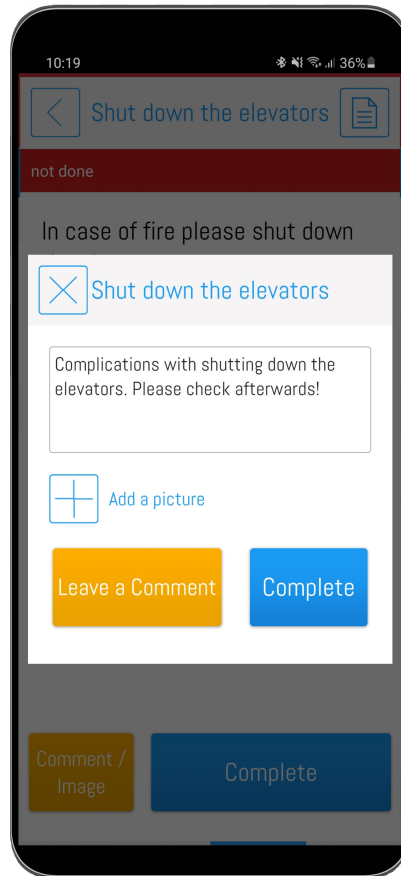 10:19
36%
Shut down the elevators
not done
In case of fire please shut down
Shut down the elevators
Complications with shutting down the
elevators. Please check afterwards!
Add a picture
Leave a Comment
Complete
Comment /
Image
Complete